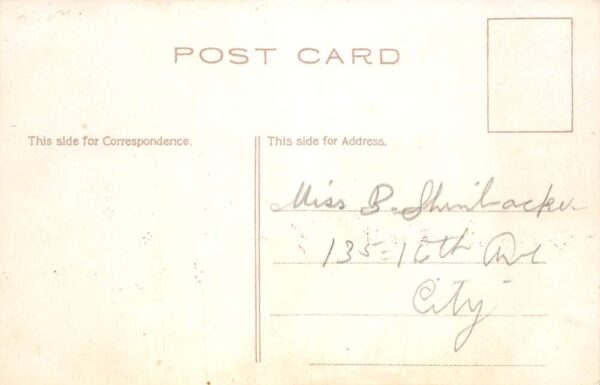 POST CARD
This side for Correspondence.
This side for Address.
Miss B. Shinbacker
135-16th Ave
City